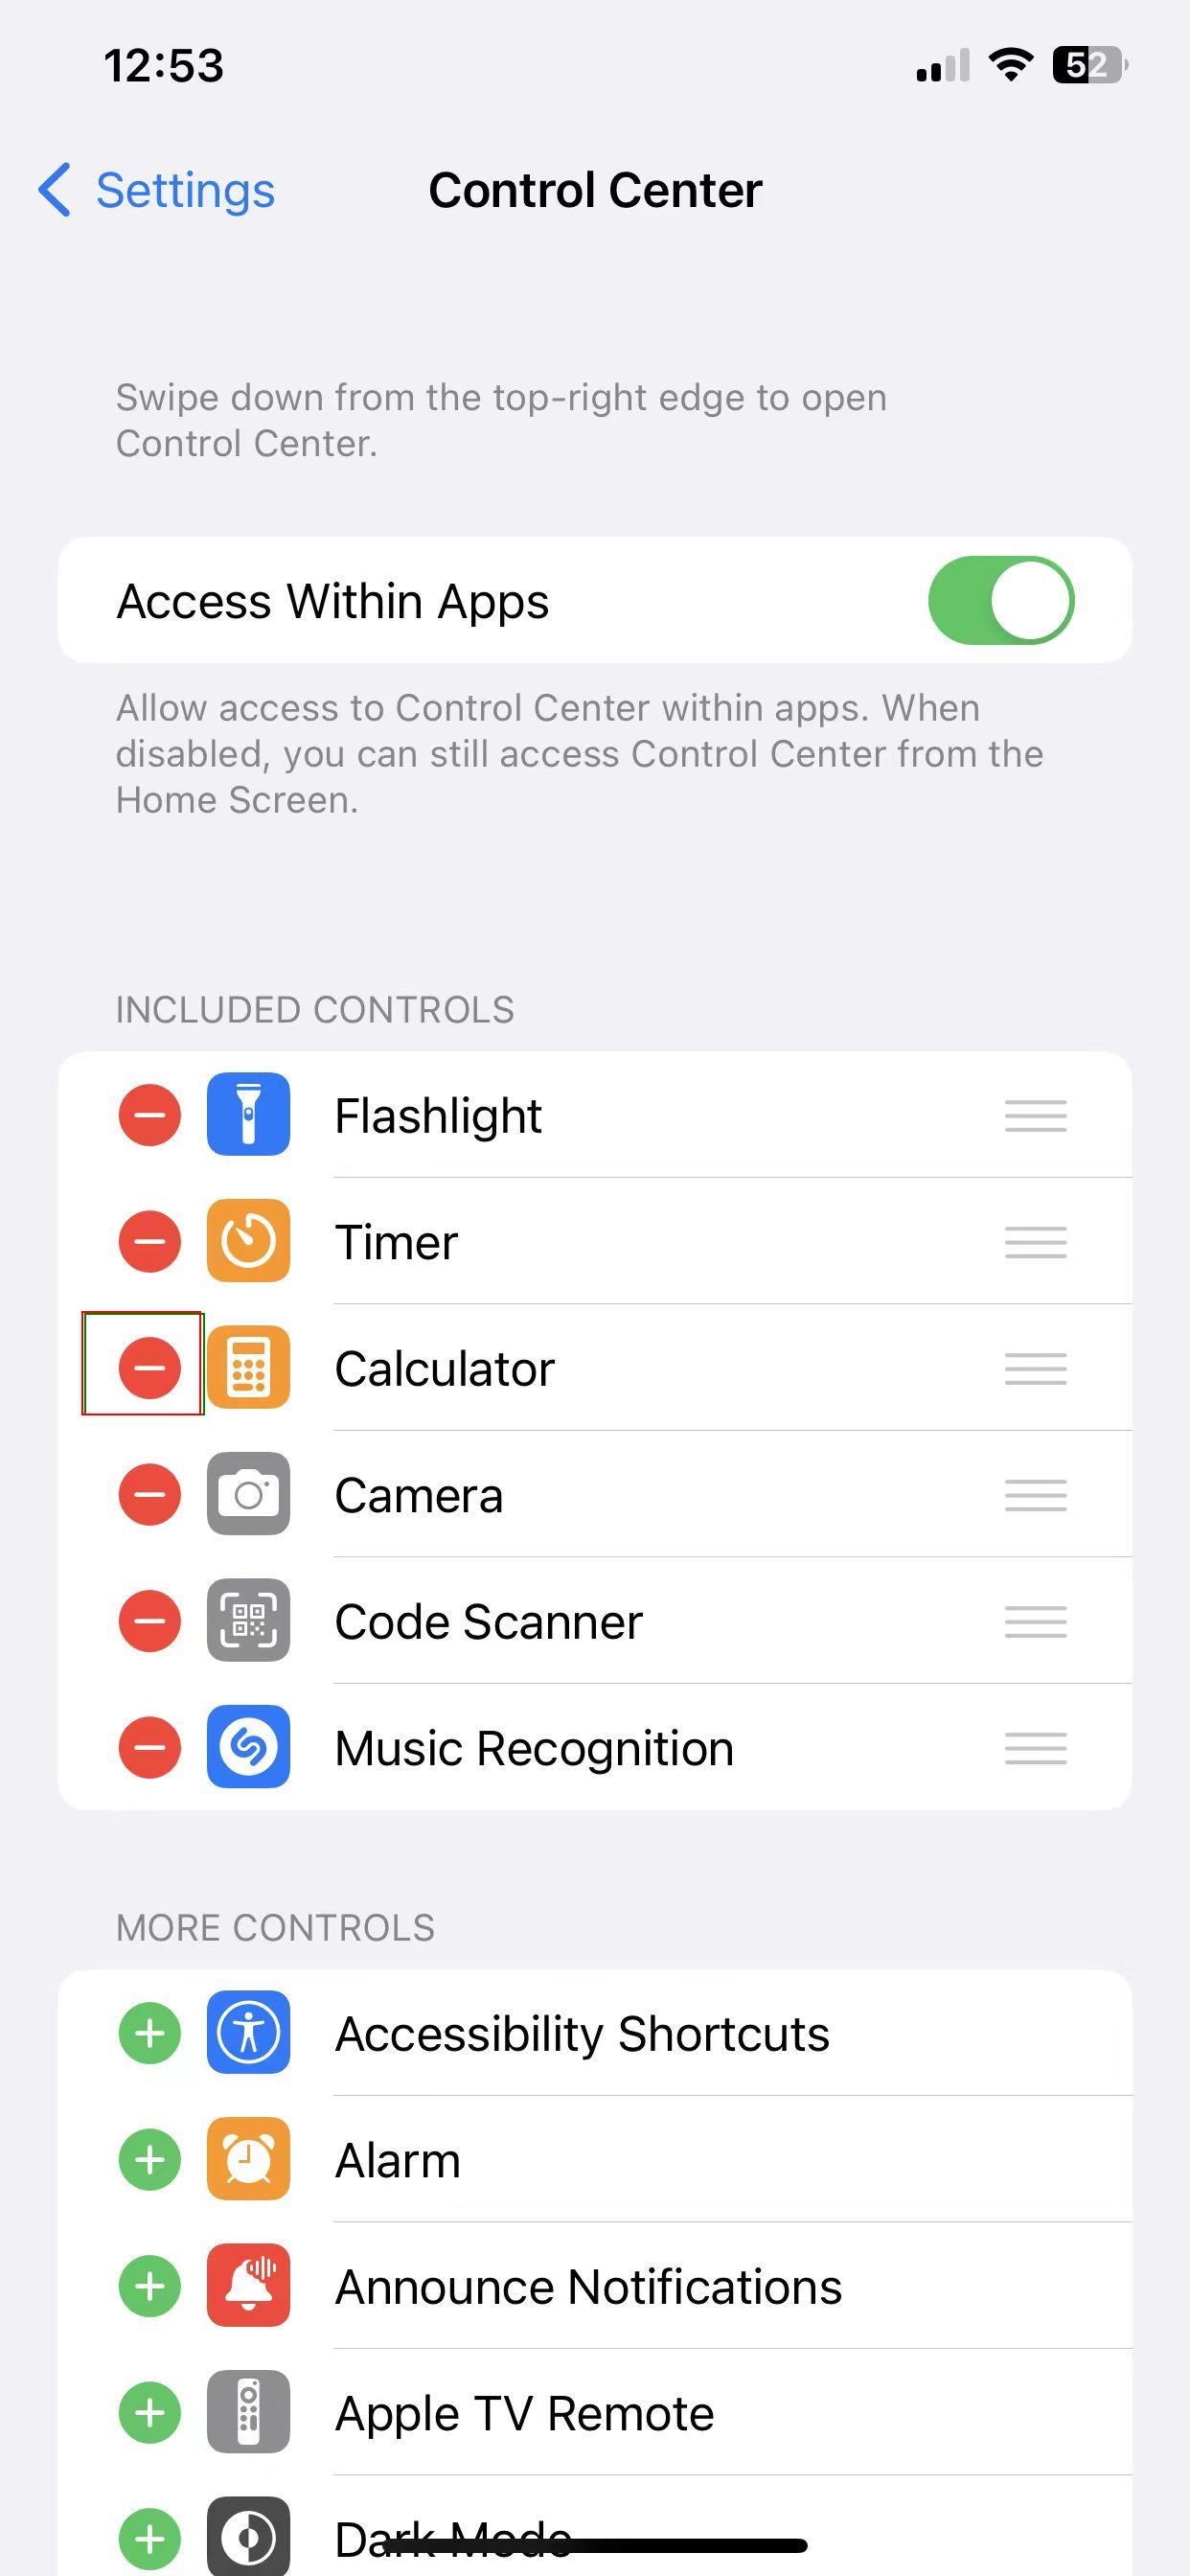 12:53
52
Settings
Control Center
Swipe down from the top-right edge to open
Control Center.
Access Within Apps
Allow access to Control Center within apps. When
disabled, you can still access Control Center from the
Home Screen.
INCLUDED CONTROLS
Flashlight
Timer
Calculator
Camera
Code Scanner
Music Recognition
MORE CONTROLS
Accessibility Shortcuts
Alarm
Announce Notifications
Apple TV Remote
Dark Mode